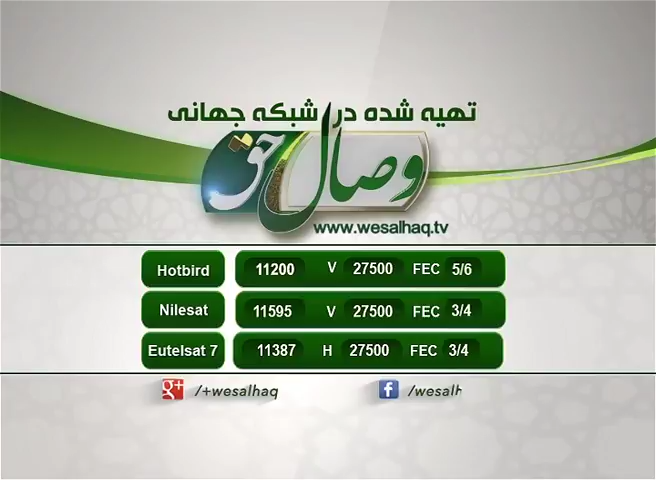 تهیه شده در شبکه جهانی
وصال حق
www.wesalhaq.tv
Hotbird 11200 V 27500 FEC 5/6
Nilesat 11595 V 27500 FEC 3/4
Eutelsat 7 11387 H 27500 FEC 3/4
g+ /+wesalhaq f /wesalh